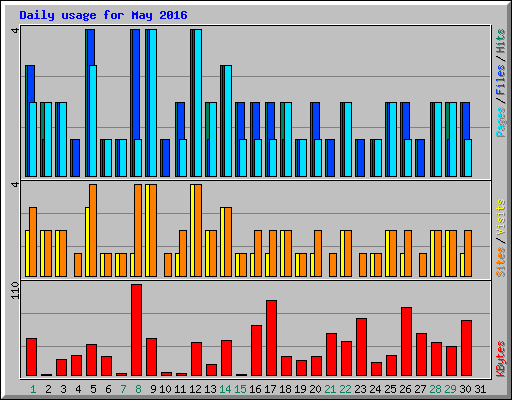 Daily usage for May 2016
4
Pages / Files / Hits
4
Sites / Visits
110
KBytes
1 2 3 4 5 6 7 8 9 10 11 12 13 14 15 16 17 18 19 20 21 22 23 24 25 26 27 28 29 30 31